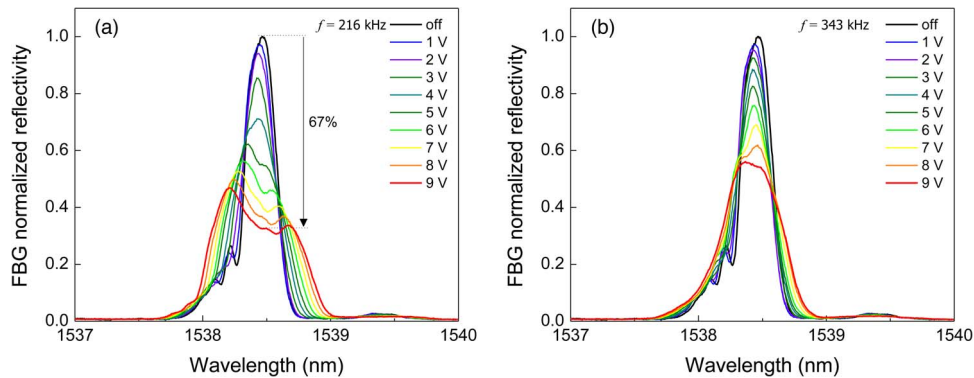 (a)
f = 216 kHz
off
1 V
2 V
3 V
4 V
5 V
6 V
7 V
8 V
9 V
67%
1.0
0.8
0.6
0.4
0.2
0.0
FBG normalized reflectivity
1537
1538
1539
1540
Wavelength (nm)
(b)
f = 343 kHz
off
1 V
2 V
3 V
4 V
5 V
6 V
7 V
8 V
9 V
1.0
0.8
0.6
0.4
0.2
0.0
FBG normalized reflectivity
1537
1538
1539
1540
Wavelength (nm)